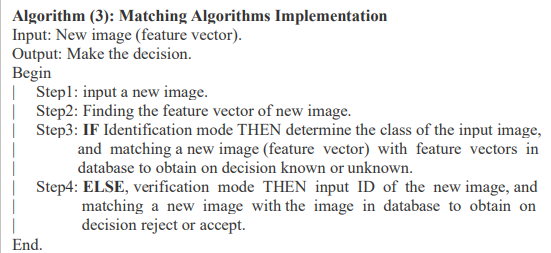 Algorithm (3): Matching Algorithms Implementation
Input: New image (feature vector).
Output: Make the decision.
Begin
Step1: input a new image.
Step2: Finding the feature vector of new image.
Step3: IF Identification mode THEN determine the class of the input image,
and matching a new image (feature vector) with feature vectors in
database to obtain on decision known or unknown.
Step4: ELSE, verification mode THEN input ID of the new image, and
matching a new image with the image in database to obtain on
decision reject or accept.
End.